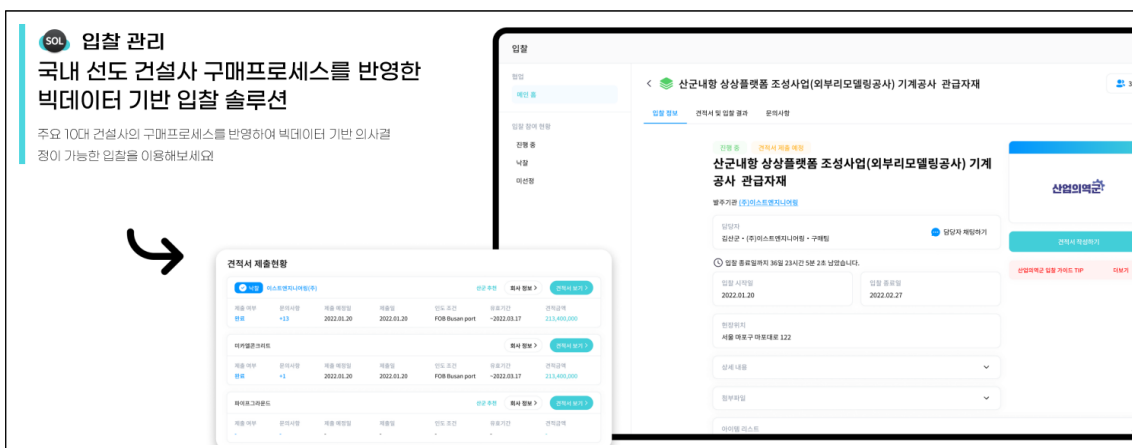 SOL 입찰 관리
국내 선도 건설사 구매프로세스를 반영한
빅데이터 기반 입찰 솔루션
주요 10대 건설사의 구매프로세스를 반영하여 빅데이터 기반 의사결
정이 가능한 입찰을 이용해보세요!
견적서 제출현황
낙찰 이스트엔지니어링(주) 산군 추천 회사 정보 > 견적서 보기 >
제출 여부 문의사항 제출 예정일 제출일 인도 조건 유효기간 견적금액
완료 +13 2022.01.20 2022.01.20 FOB Busan port ~2022.03.17 213,400,000
미커엘콘크리트 회사 정보 > 견적서 보기 >
제출 여부 문의사항 제출 예정일 제출일 인도 조건 유효기간 견적금액
완료 +1 2022.01.20 2022.01.20 FOB Busan port ~2022.03.17 213,400,000
하이프그라운드 산군 추천 회사 정보 > 견적서 보기 >
제출 여부 문의사항 제출 예정일 제출일 인도 조건 유효기간 견적금액
- - - - - - -
입찰
메인 홈
입찰 참여 현황
진행 중
낙찰
미선정
< 산군내항 상상플랫폼 조성사업(외부리모델링공사) 기계공사 관급자재
입찰 정보 견적서 및 입찰 결과 문의사항
진행 중 견적서 제출 예정
산군내항 상상플랫폼 조성사업(외부리모델링공사) 기계
공사 관급자재
발주기관 (주)이스트엔지니어링
담당자
김산군 • (주)이스트엔지니어링 • 구매팀
담당자 채팅하기
입찰 종료일까지 36일 23시간 5분 2초 남았습니다.
입찰 시작일 입찰 종료일
2022.01.20 2022.02.27
현장위치
서울 마포구 마포대로 122
상세 내용
첨부파일
아이템 리스트
산업의역군
견적서 작성하기
산업의역군 입찰 가이드 TIP 더보기